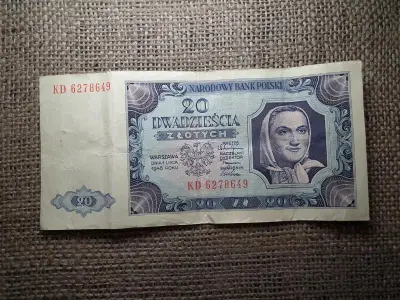 NARODOWY BANK POLSKI
KD 6278649
20
DWADZIEŚCIA
ZŁOTYCH
WARSZAWA
DNIA 1 LIPCA
1948 ROKU
KD 6278649
20
20 ZŁ 20